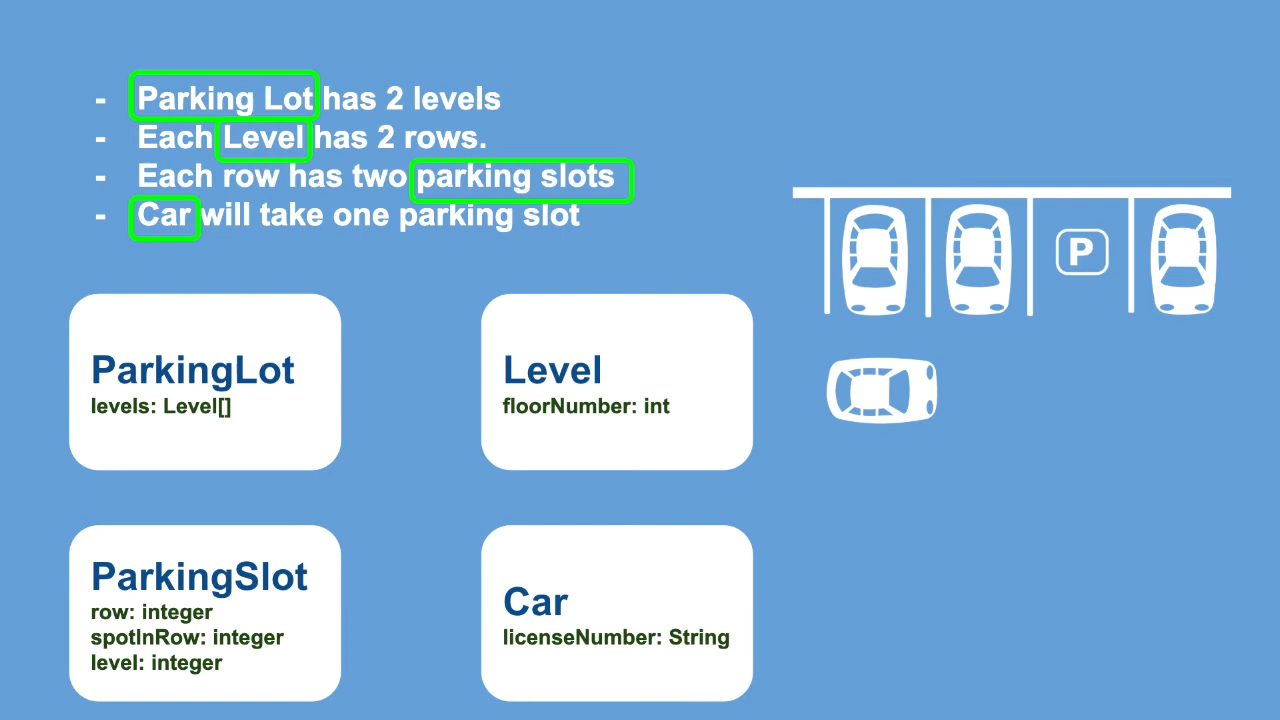 - Parking Lot has 2 levels
- Each Level has 2 rows.
- Each row has two parking slots
- Car will take one parking slot
P
ParkingLot
levels: Level[]
Level
floorNumber: int
ParkingSlot
row: integer
spotInRow: integer
level: integer
Car
licenseNumber: String